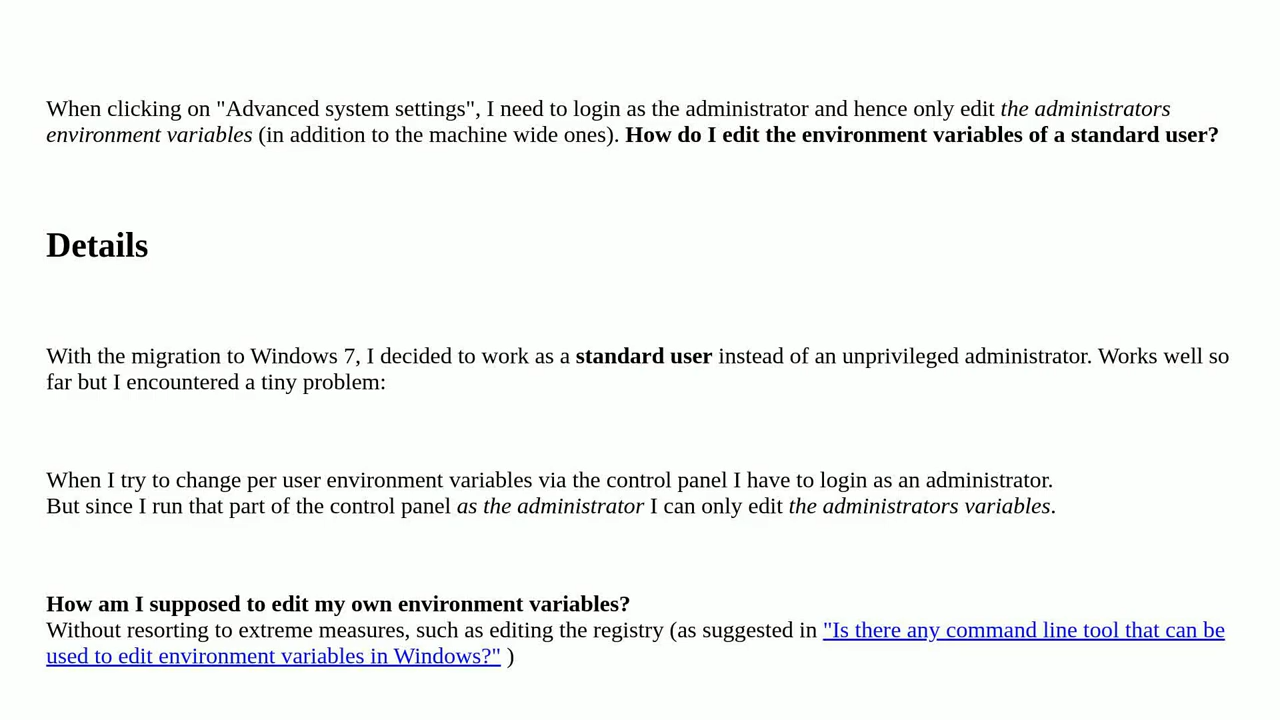 When clicking on "Advanced system settings", I need to login as the administrator and hence only edit the administrators
environment variables (in addition to the machine wide ones). How do I edit the environment variables of a standard user?
Details
With the migration to Windows 7, I decided to work as a standard user instead of an unprivileged administrator. Works well so
far but I encountered a tiny problem:
When I try to change per user environment variables via the control panel I have to login as an administrator.
But since I run that part of the control panel as the administrator I can only edit the administrators variables.
How am I supposed to edit my own environment variables?
Without resorting to extreme measures, such as editing the registry (as suggested in "Is there any command line tool that can be
used to edit environment variables in Windows?" )